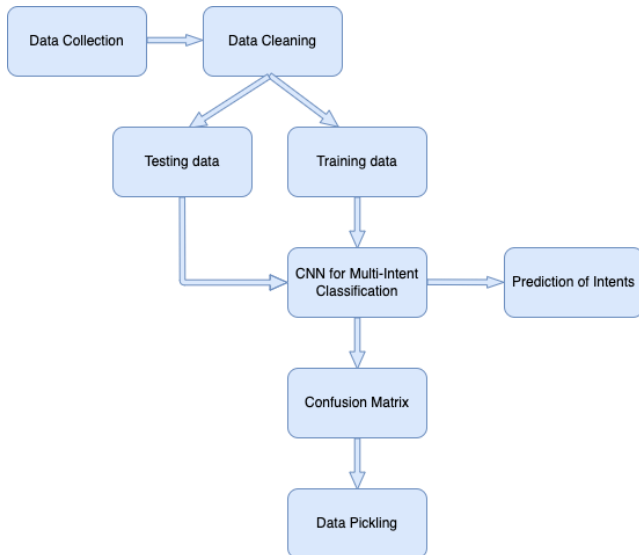 Data Collection
Data Cleaning
Testing data
Training data
CNN for Multi-Intent
Classification
Prediction of Intents
Confusion Matrix
Data Pickling